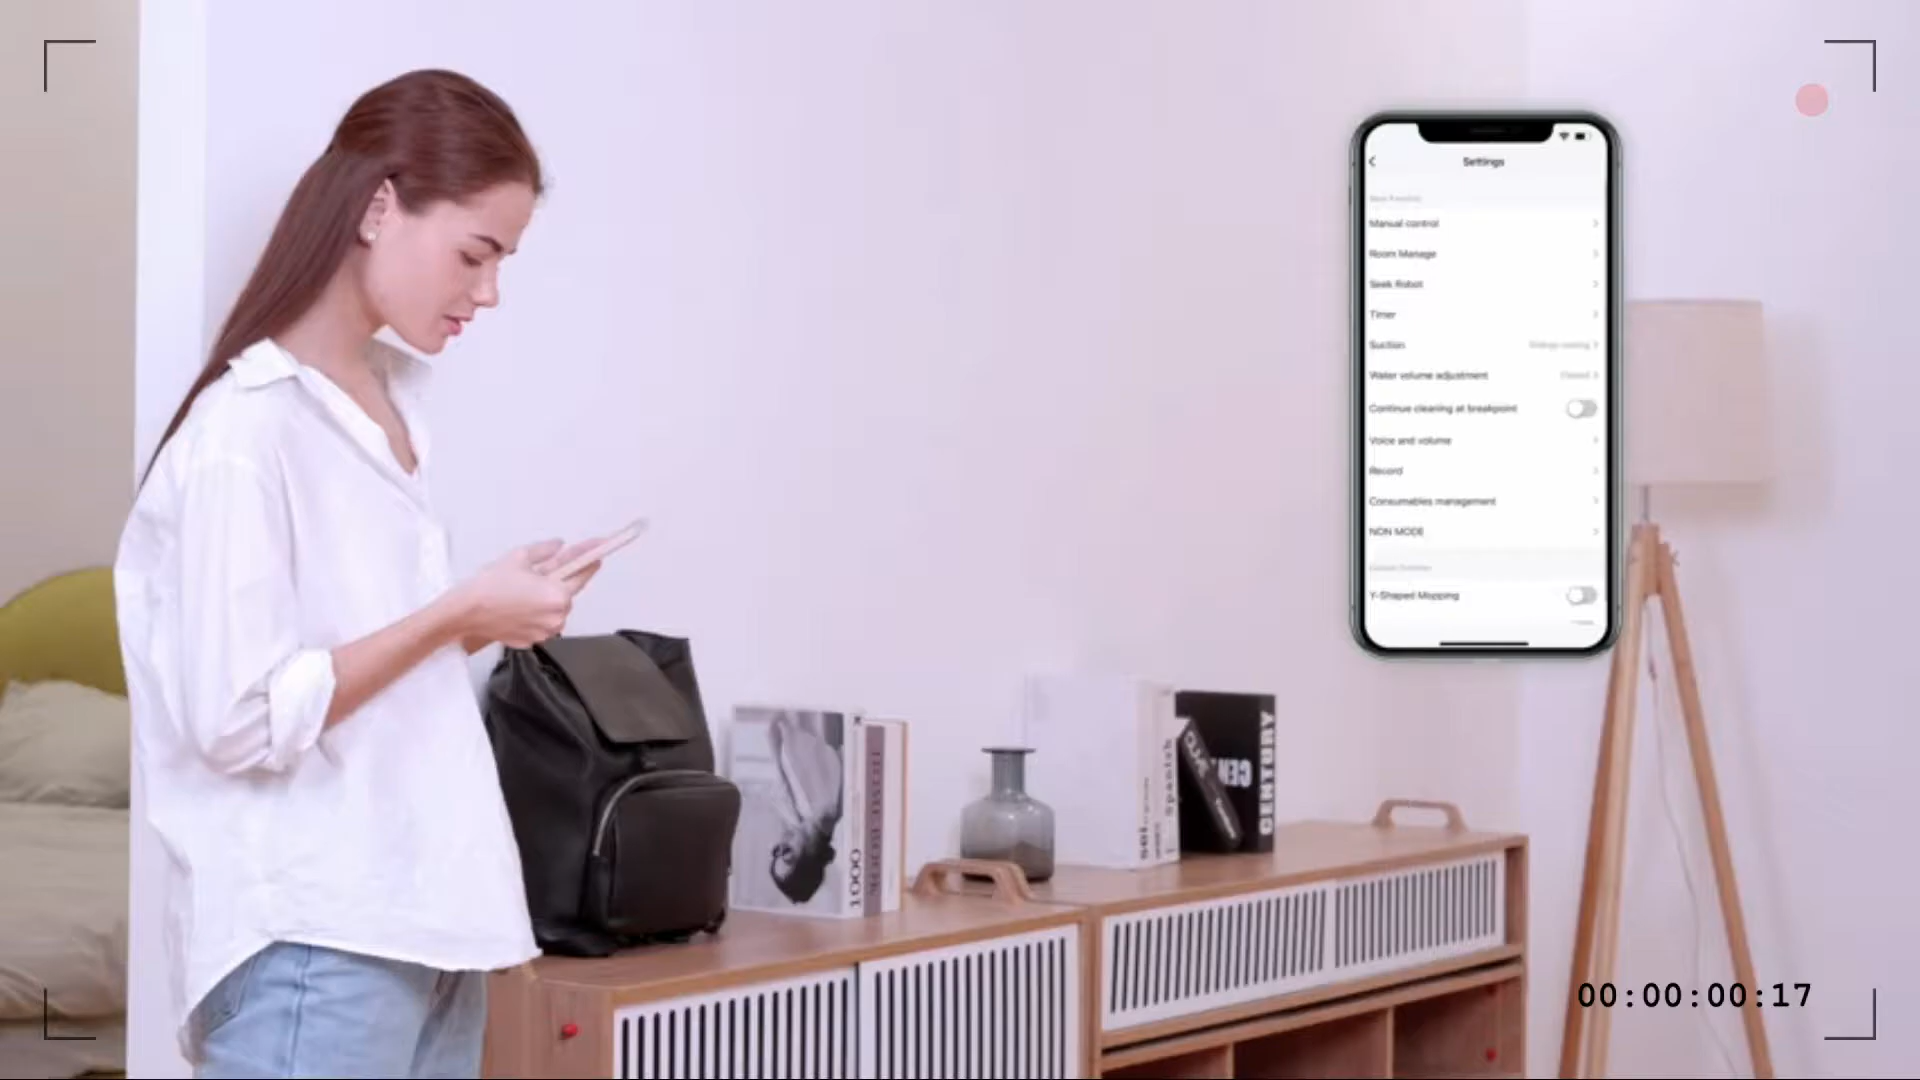 Settings
Manual control
Room Manage
Seek Robot
Timer
Suction
Water volume adjustment
Continue cleaning at breakpoint
Voice and volume
Record
Consumables management
NON MODE
Y-Shaped Mopping
1000
Spanish
CENTURY
00:00:00:17